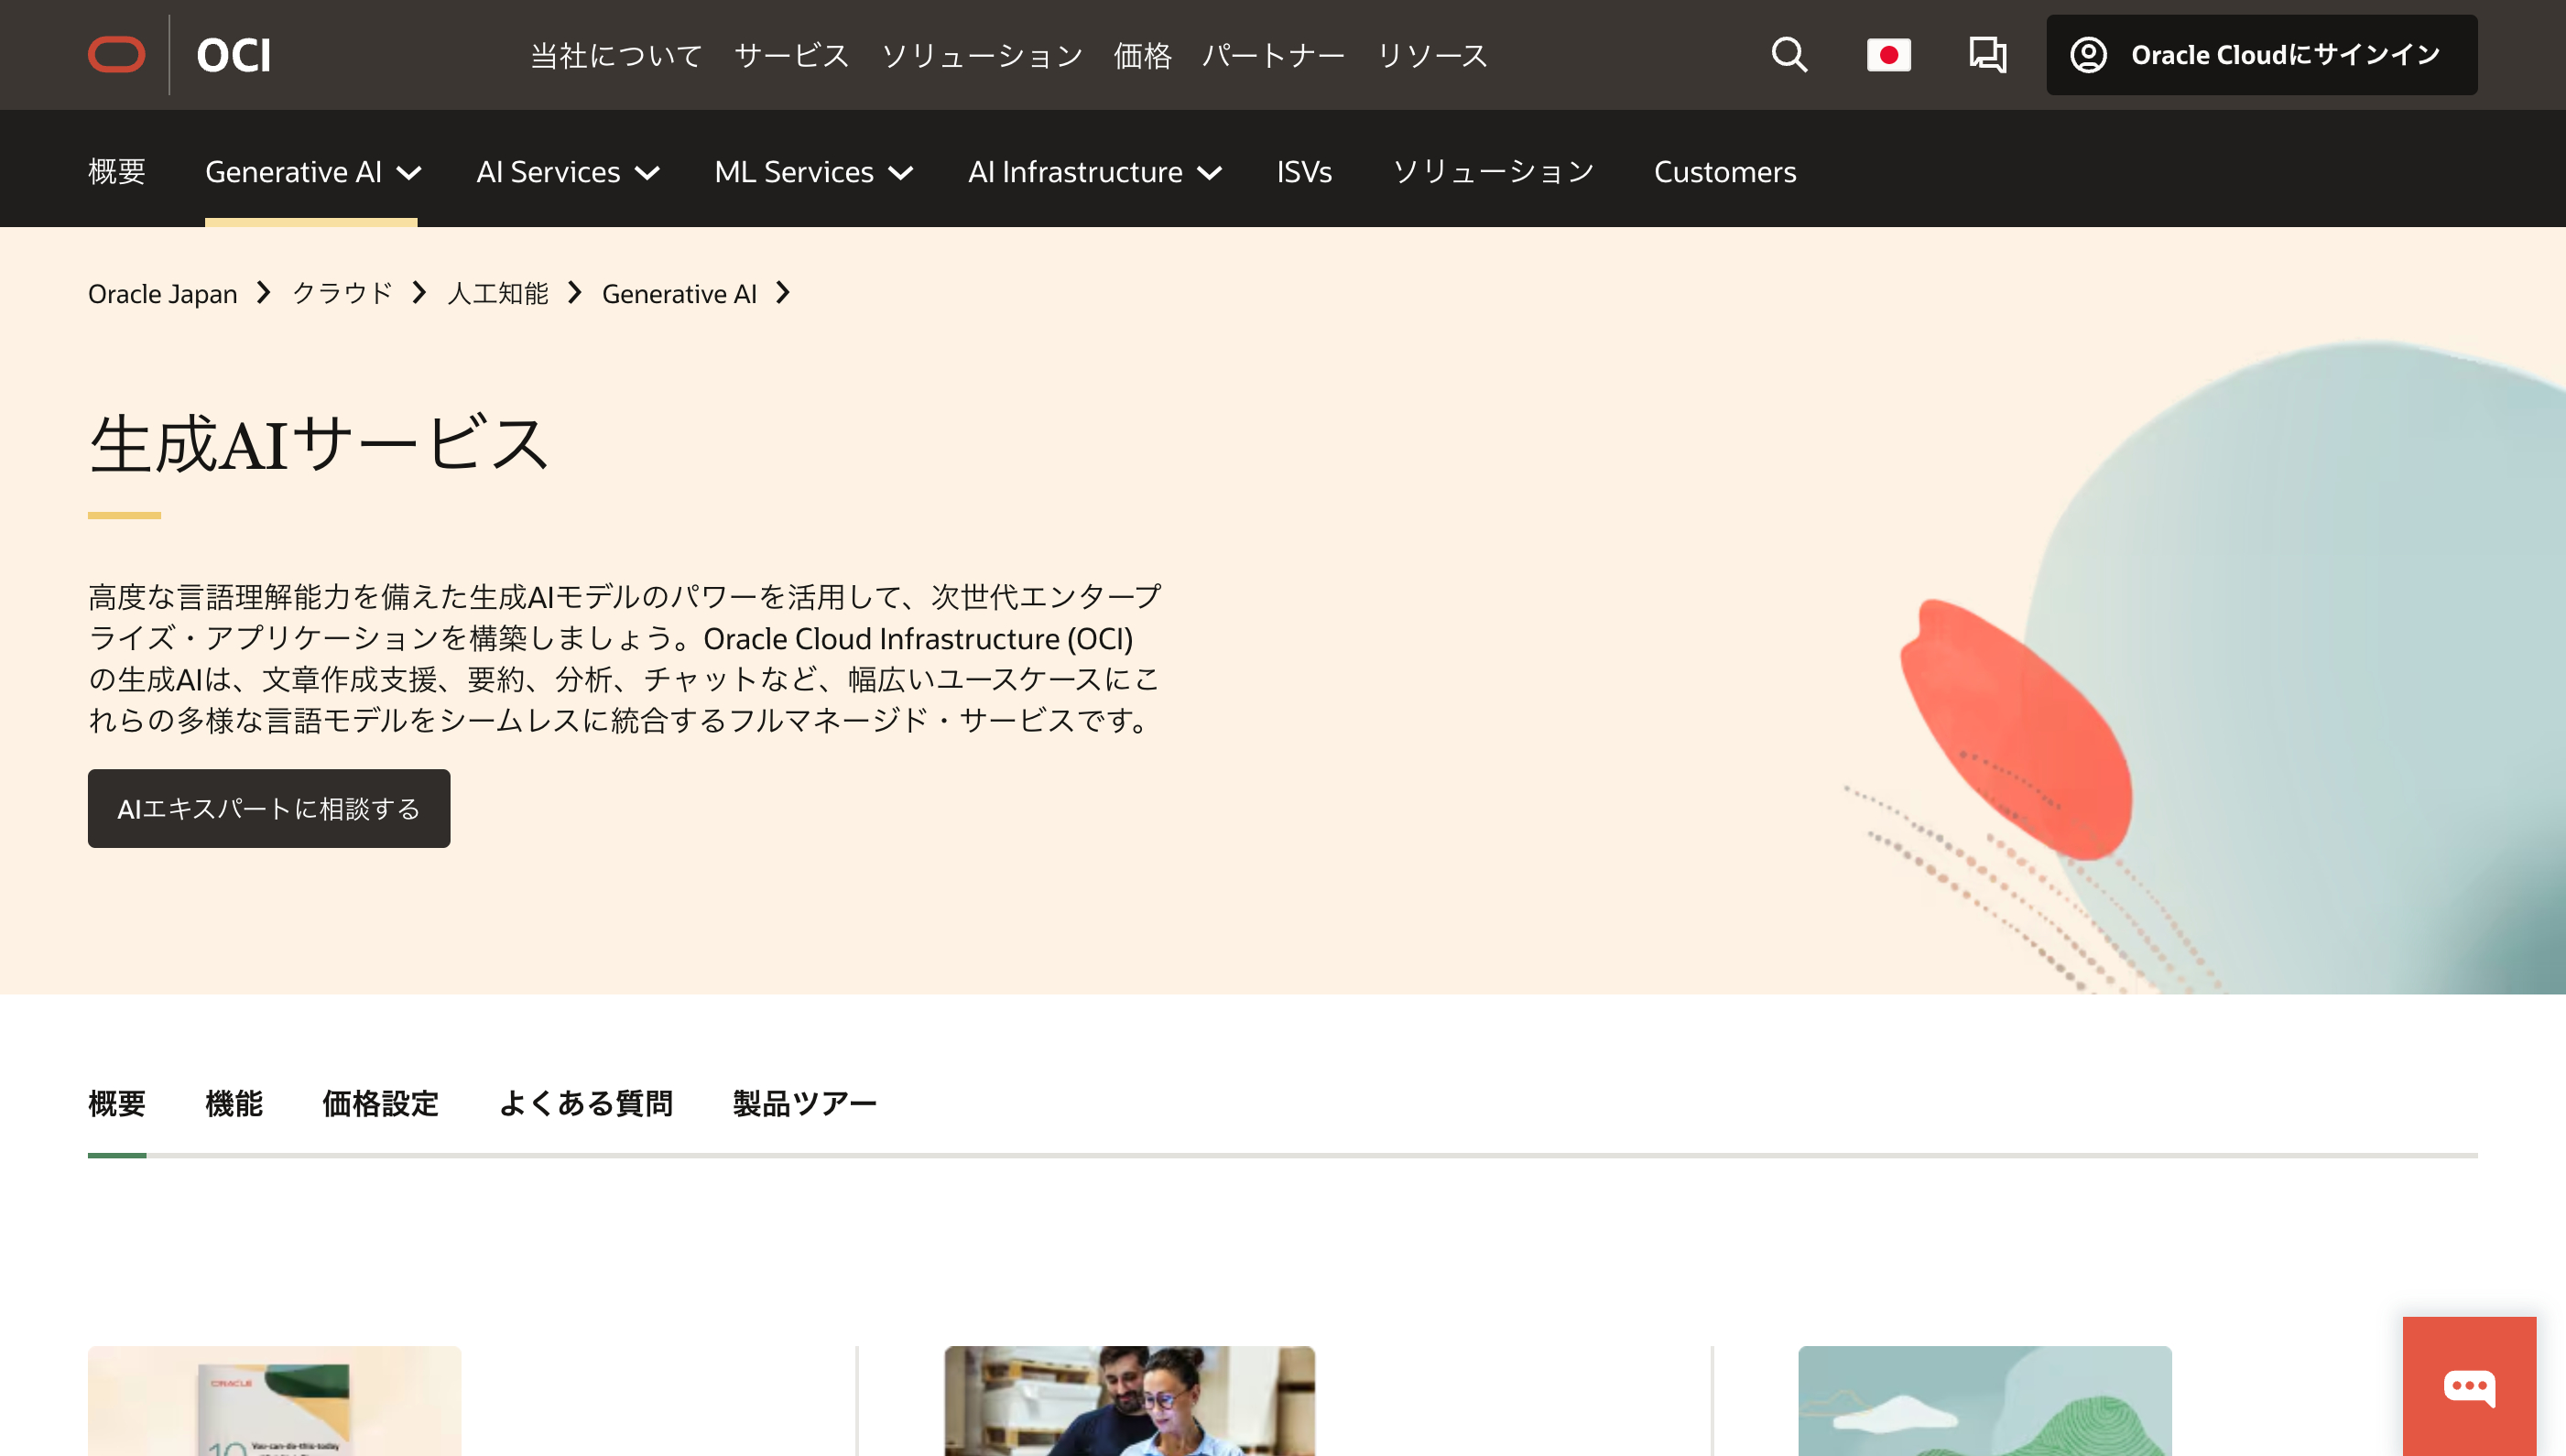 OCI
当社について サービス ソリューション 価格 パートナー リソース
Oracle Cloudにサインイン
概要 Generative AI AI Services ML Services AI Infrastructure ISVs ソリューション Customers
Oracle Japan クラウド 人工知能 Generative AI
生成AIサービス
高度な言語理解能力を備えた生成AIモデルのパワーを活用して、次世代エンタープ
ライズ・アプリケーションを構築しましょう。Oracle Cloud Infrastructure (OCI)
の生成AIは、文章作成支援、要約、分析、チャットなど、幅広いユースケースにこ
れらの多様な言語モデルをシームレスに統合するフルマネージド・サービスです。
AIエキスパートに相談する
概要 機能 価格設定 よくある質問 製品ツアー
ORACLE
10 You-can-do-this-today